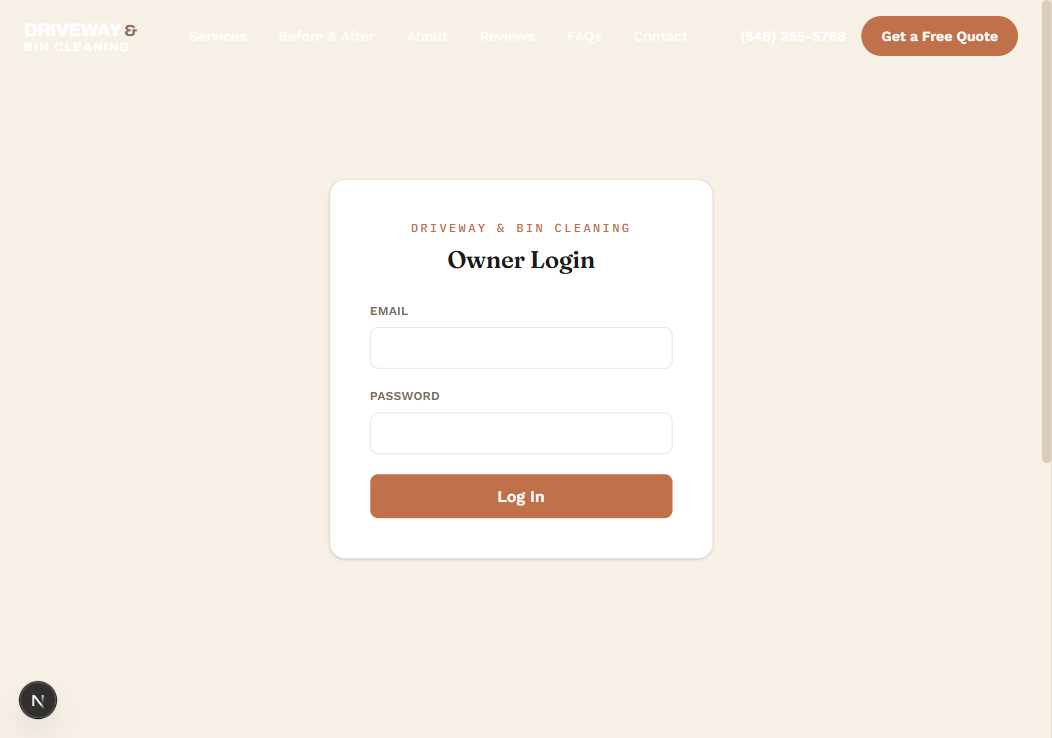 DRIVEWAY &
BIN CLEANING
Services Before & After About Reviews FAQs Contact (548) 255-5788 Get a Free Quote
DRIVEWAY & BIN CLEANING
Owner Login
EMAIL
PASSWORD
Log In
N